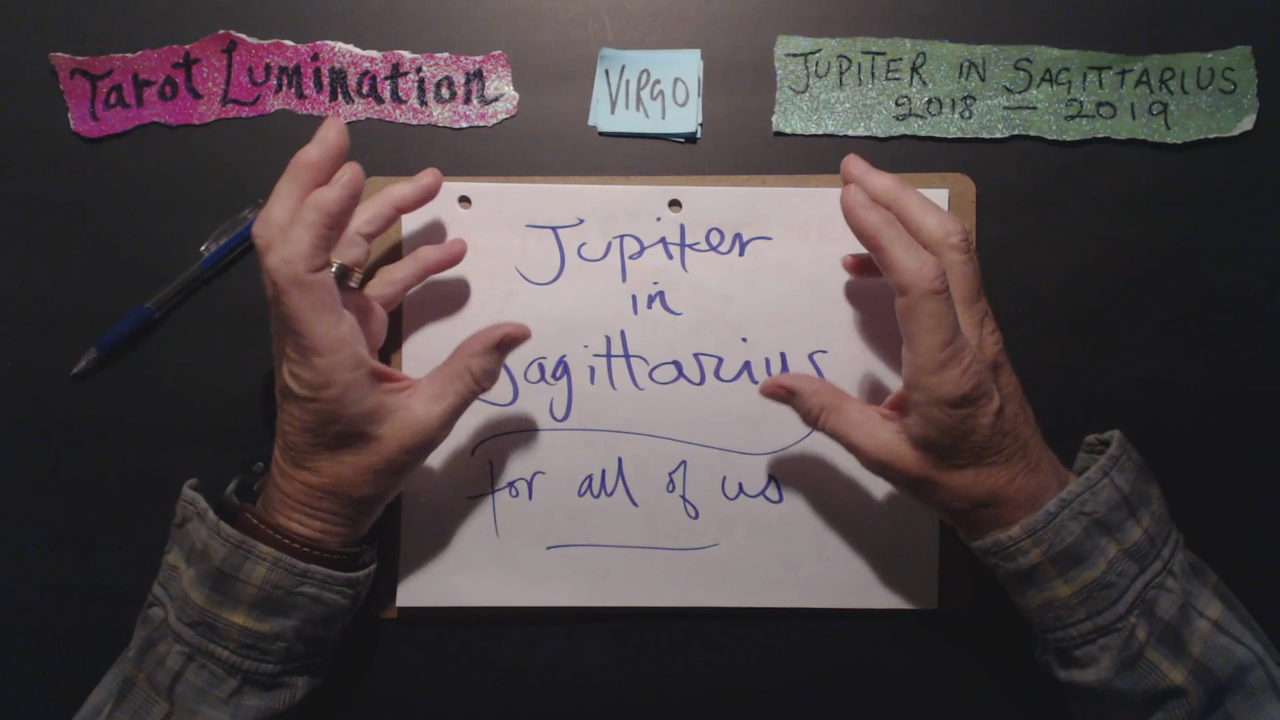 Tarot Lumination
VIRGO
JUPITER IN SAGITTARIUS
2018 — 2019
Jupiter
in
Sagittarius
for all of us